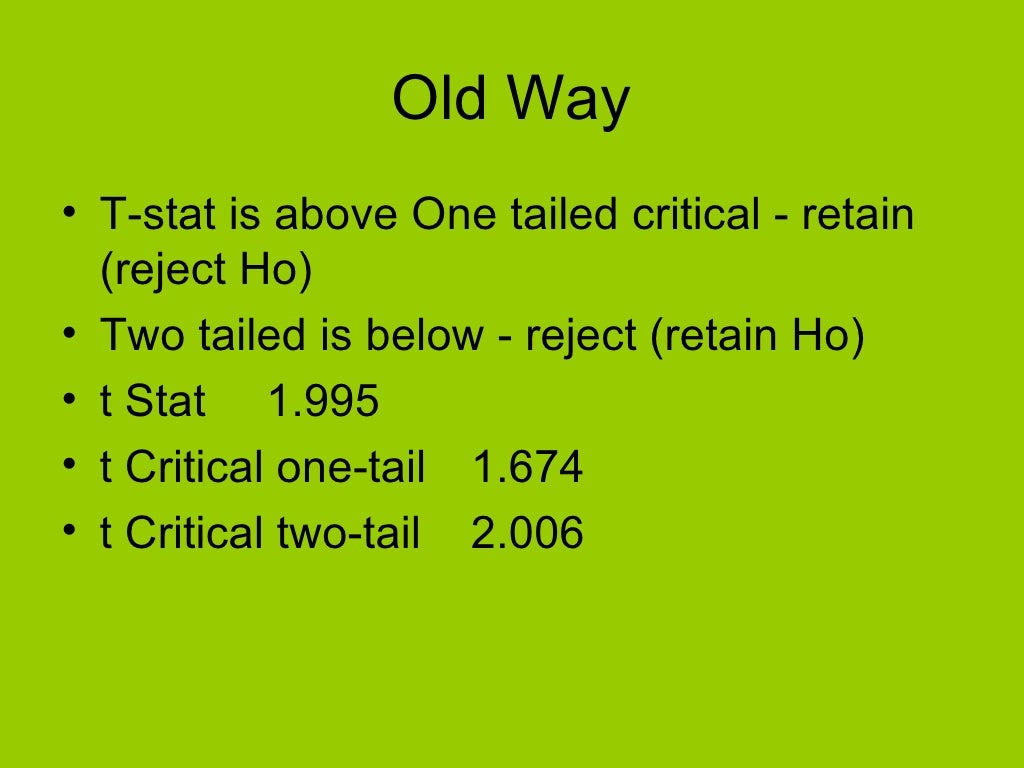 Old Way
• T-stat is above One tailed critical - retain
(reject Ho)
• Two tailed is below - reject (retain Ho)
• t Stat 1.995
• t Critical one-tail 1.674
• t Critical two-tail 2.006